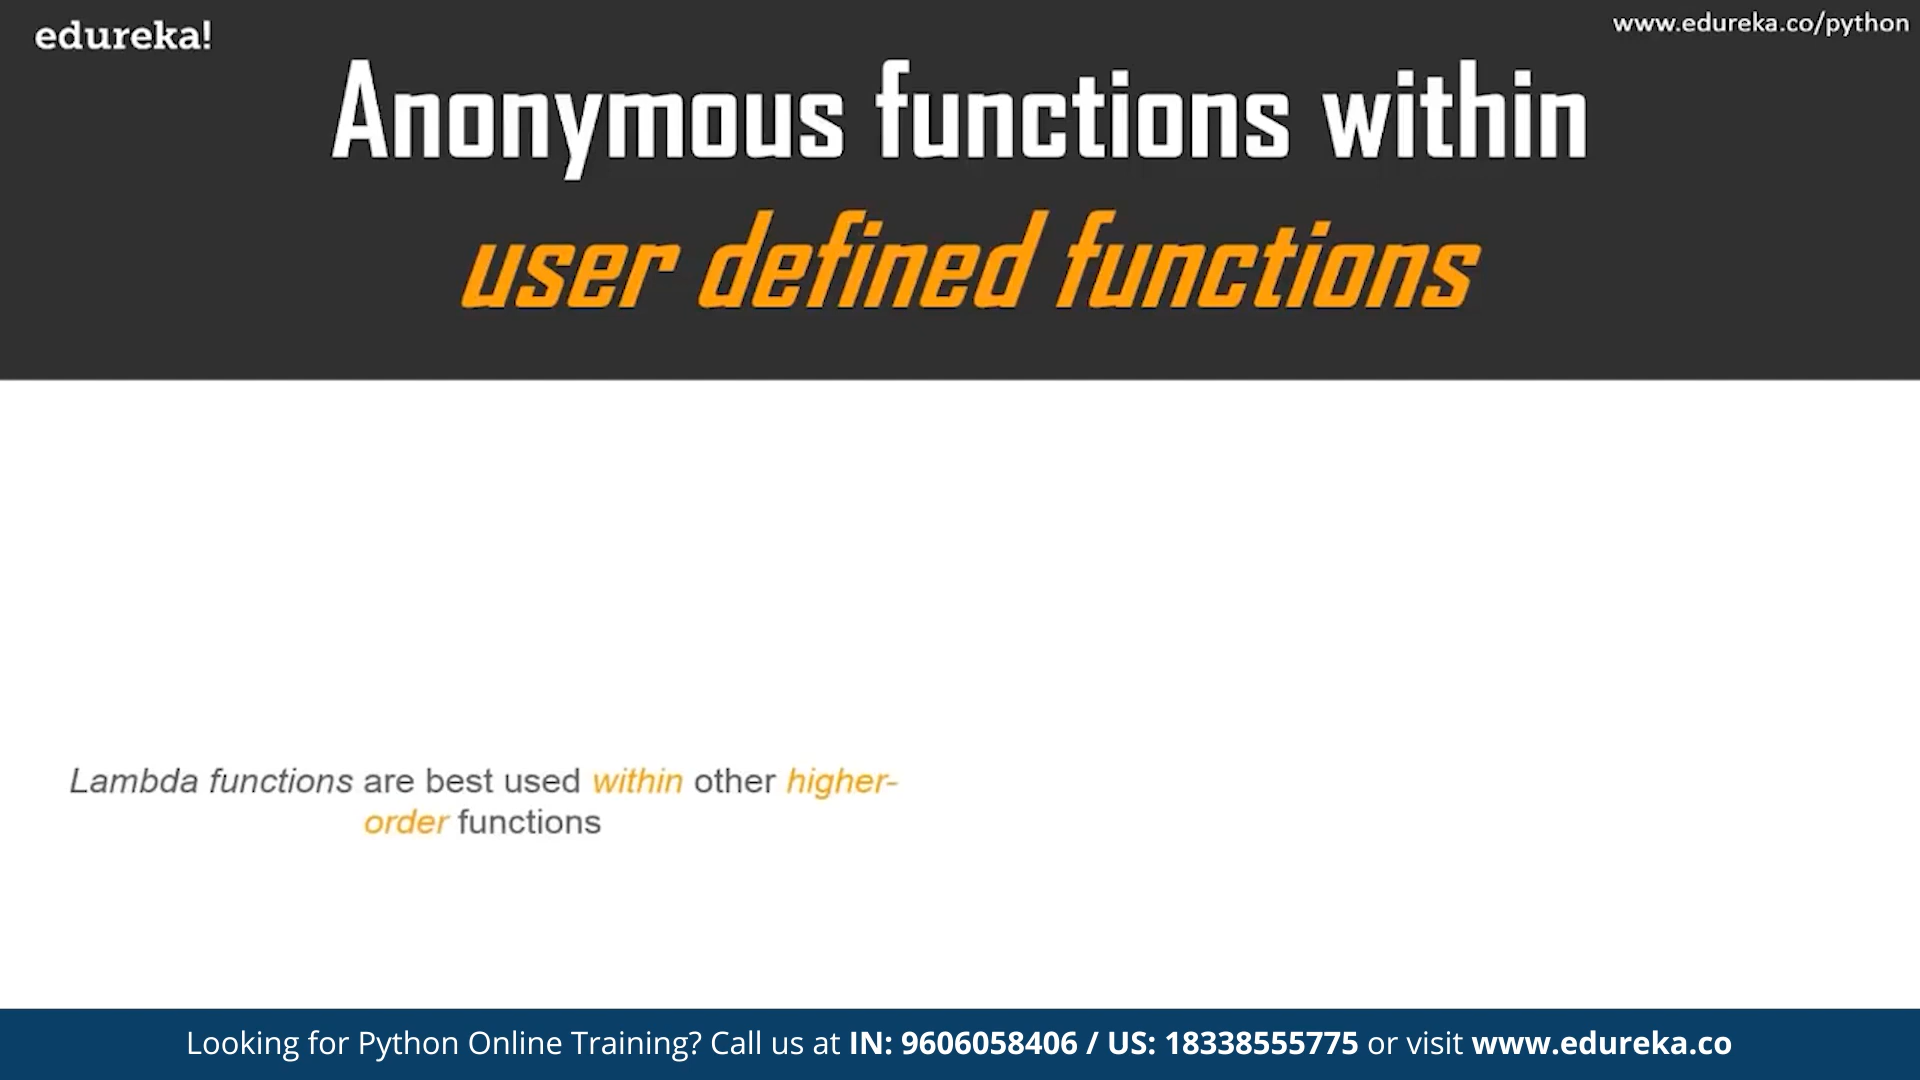 edureka!
www.edureka.co/python
Anonymous functions within
user defined functions
Lambda functions are best used within other higher-
order functions
Looking for Python Online Training? Call us at IN: 9606058406 / US: 18338555775 or visit www.edureka.co